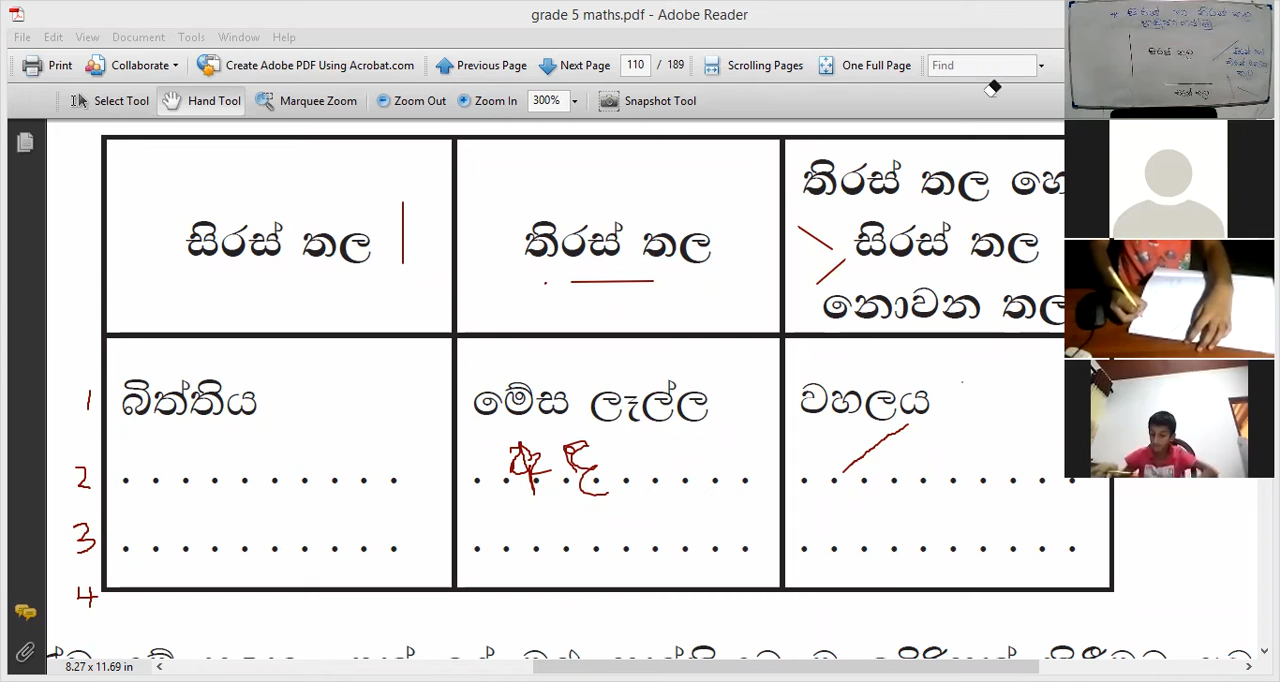 grade 5 maths.pdf - Adobe Reader
File Edit View Document Tools Window Help
Print Collaborate Create Adobe PDF Using Acrobat.com Previous Page Next Page 110 / 189 Scrolling Pages One Full Page Find
Select Tool Hand Tool Marquee Zoom Zoom Out Zoom In 300% Snapshot Tool
සිරස් තල
තිරස් තල
තිරස් තල
සිරස් තල
නොවන තල
1 බිත්තිය මේස ලෑල්ල වහලය
2 . . . . . . . . . . අ ද . . . . . . . . . . . . . . . . . . . .
3 . . . . . . . . . . . . . . . . . . . . . . . . . . . . . .
4
8.27 x 11.69 in
සිරස් තල